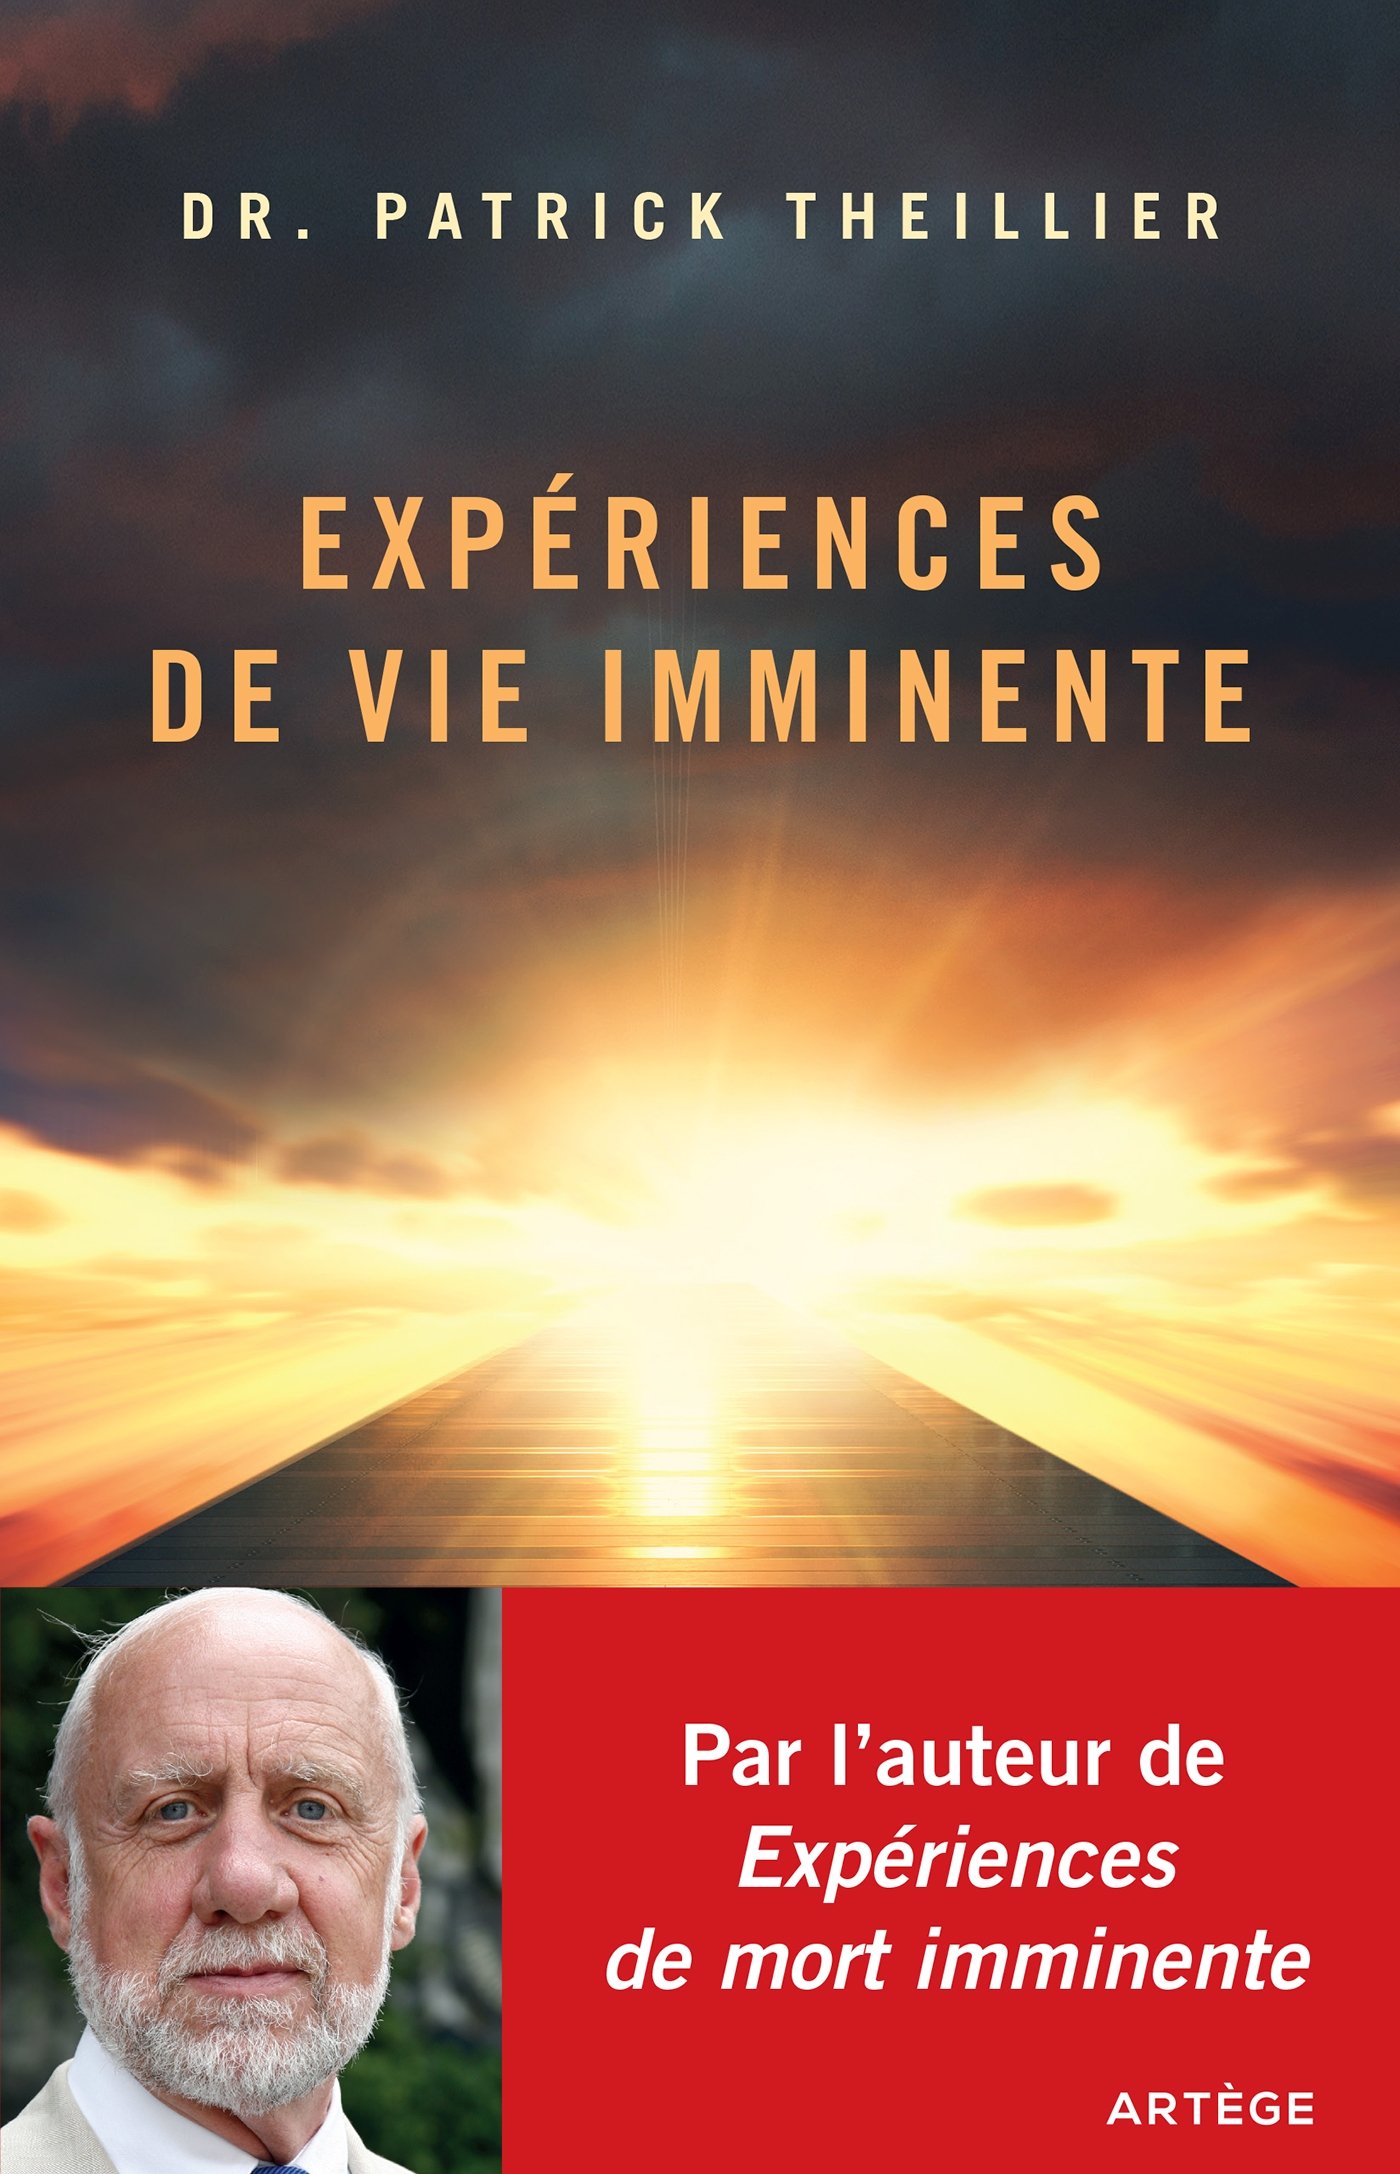 DR. PATRICK THEILLIER
EXPÉRIENCES
DE VIE IMMINENTE
Par l'auteur de
Expériences
de mort imminente
ARTÈGE